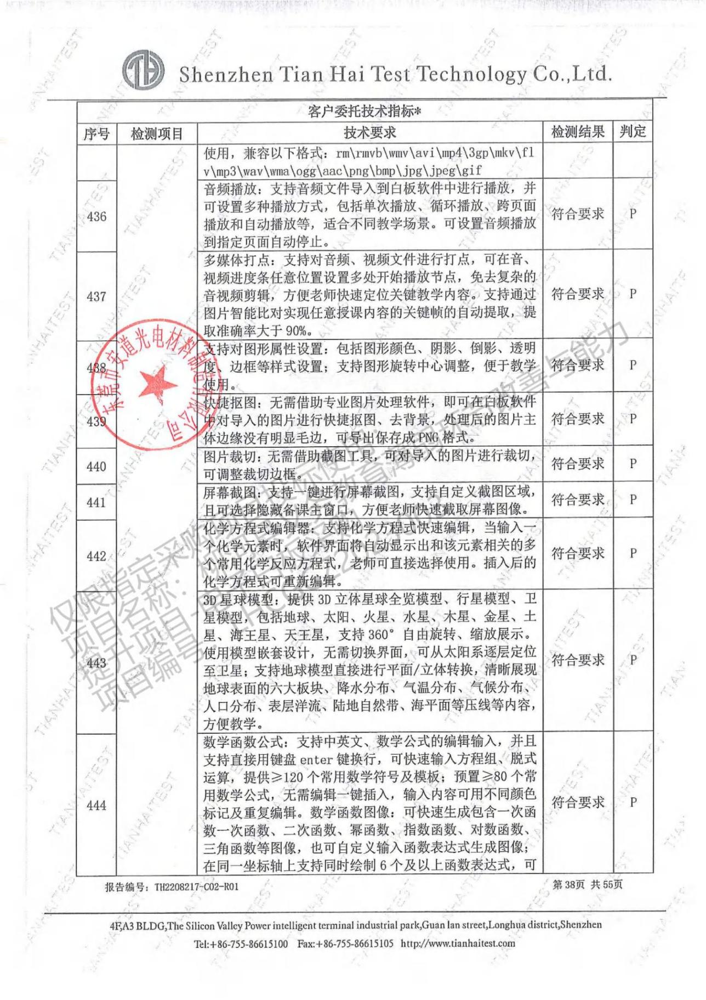 Shenzhen Tian Hai Test Technology Co.,Ltd.
客户委托技术指标*
序号 检测项目 技术要求 检测结果 判定
使用，兼容以下格式：rm\rmvb\wmv\avi\mp4\3gp\mkv\fl
v\mp3\wav\wma\ogg\aac\png\bmp\jpg\jpeg\gif
436
音频播放：支持音频文件导入到白板软件中进行播放，并
可设置多种播放方式，包括单次播放、循环播放、跨页面
播放和自动播放等，适合不同教学场景。可设置音频播放
到指定页面自动停止。
符合要求 P
437
多媒体打点：支持对音频、视频文件进行打点，可在音、
视频进度条任意位置设置多处开始播放节点，免去复杂的
音视频剪辑，方便老师快速定位关键教学内容。支持通过
图片智能比对实现任意授课内容的关键帧的自动提取，提
取准确率大于 90%。
符合要求 P
438
支持对图形属性设置：包括图形颜色、阴影、倒影、透明
度、边框等样式设置；支持图形旋转中心调整，便于教学
使用。
符合要求 P
439
快捷抠图：无需借助专业图片处理软件，即可在白板软件
中对导入的图片进行快捷抠图、去背景，处理后的图片主
体边缘没有明显毛边，可导出保存成 PNG 格式。
符合要求 P
440
图片裁切：无需借助截图工具，可对导入的图片进行裁切，
可调整裁切边框。
符合要求 P
441
屏幕截图：支持一键进行屏幕截图，支持自定义截图区域，
且可选择隐藏备课主窗口，方便老师快速截取屏幕图像。
符合要求 P
442
化学方程式编辑器：支持化学方程式快速编辑，当输入一
个化学元素时，软件界面将自动显示出和该元素相关的多
个常用化学反应方程式，老师可直接选择使用。插入后的
化学方程式可重新编辑。
符合要求 P
443
3D 星球模型：提供 3D 立体星球全览模型、行星模型、卫
星模型，包括地球、太阳、火星、水星、木星、金星、土
星、海王星、天王星，支持 360° 自由旋转、缩放展示。
使用模型嵌套设计，无需切换界面，可从太阳系逐层定位
至卫星；支持地球模型直接进行平面/立体转换，清晰展现
地球表面的六大板块、降水分布、气温分布、气候分布、
人口分布、表层洋流、陆地自然带、海平面等压线等内容，
方便教学。
符合要求 P
444
数学函数公式：支持中英文、数学公式的编辑输入，并且
支持直接用键盘 enter 键换行，可快速输入方程组、脱式
运算，提供≥120 个常用数学符号及模板；预置≥80 个常
用数学公式，无需编辑一键插入，输入内容可用不同颜色
标记及重复编辑。数学函数图像：可快速生成包含一次函
数一次函数、二次函数、幂函数、指数函数、对数函数、
三角函数等图像，也可自定义输入函数表达式生成图像；
在同一坐标轴上支持同时绘制 6 个及以上函数表达式，可
符合要求 P
东莞市安道光电材料制造有限公司
仅限指定采购项目投标使用，
提升项目
项目编号：
报告编号：TH2208217-C02-R01 第 38页 共 55页
4F,A3 BLDG,The Silicon Valley Power intelligent terminal industrial park,Guan lan street,Longhua district,Shenzhen
Tel:+86-755-86615100 Fax:+86-755-86615105 http://www.tianhaitest.com